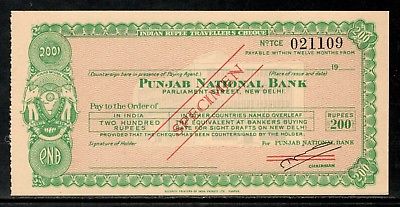 INDIAN RUPEE TRAVELLER'S CHEQUE
200 200
No TCE 021109
PAYABLE WITHIN TWELVE MONTHS FROM
19
(Countersign here in presence of Paying Agent) (Place of issue and date)
PUNJAB NATIONAL BANK
PARLIAMENT STREET, NEW DELHI
SPECIMEN
Pay to the Order of
IN INDIA IN OTHER COUNTRIES NAMED OVERLEAF
TWO HUNDRED THE EQUIVALENT AT BANKERS BUYING
RUPEES RATE FOR SIGHT DRAFTS ON NEW DELHI
RUPEES
200
PROVIDED THE CHEQUE HAS BEEN COUNTERSIGNED BY THE HOLDER.
Signature of Holder For PUNJAB NATIONAL BANK
CHAIRMAN
PNB